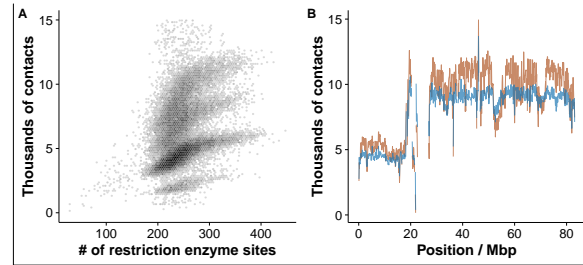 A
B
Thousands of contacts
15
10
5
0
100
200
300
400
# of restriction enzyme sites
Thousands of contacts
15
10
5
0
0
20
40
60
80
Position / Mbp